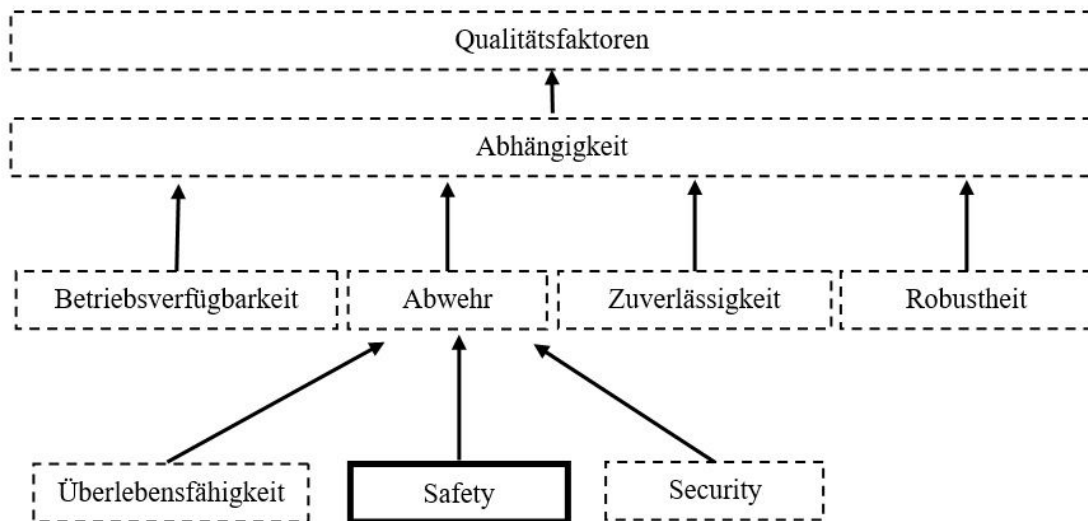 Qualitätsfaktoren
Abhängigkeit
Betriebsverfügbarkeit
Abwehr
Zuverlässigkeit
Robustheit
Überlebensfähigkeit
Safety
Security